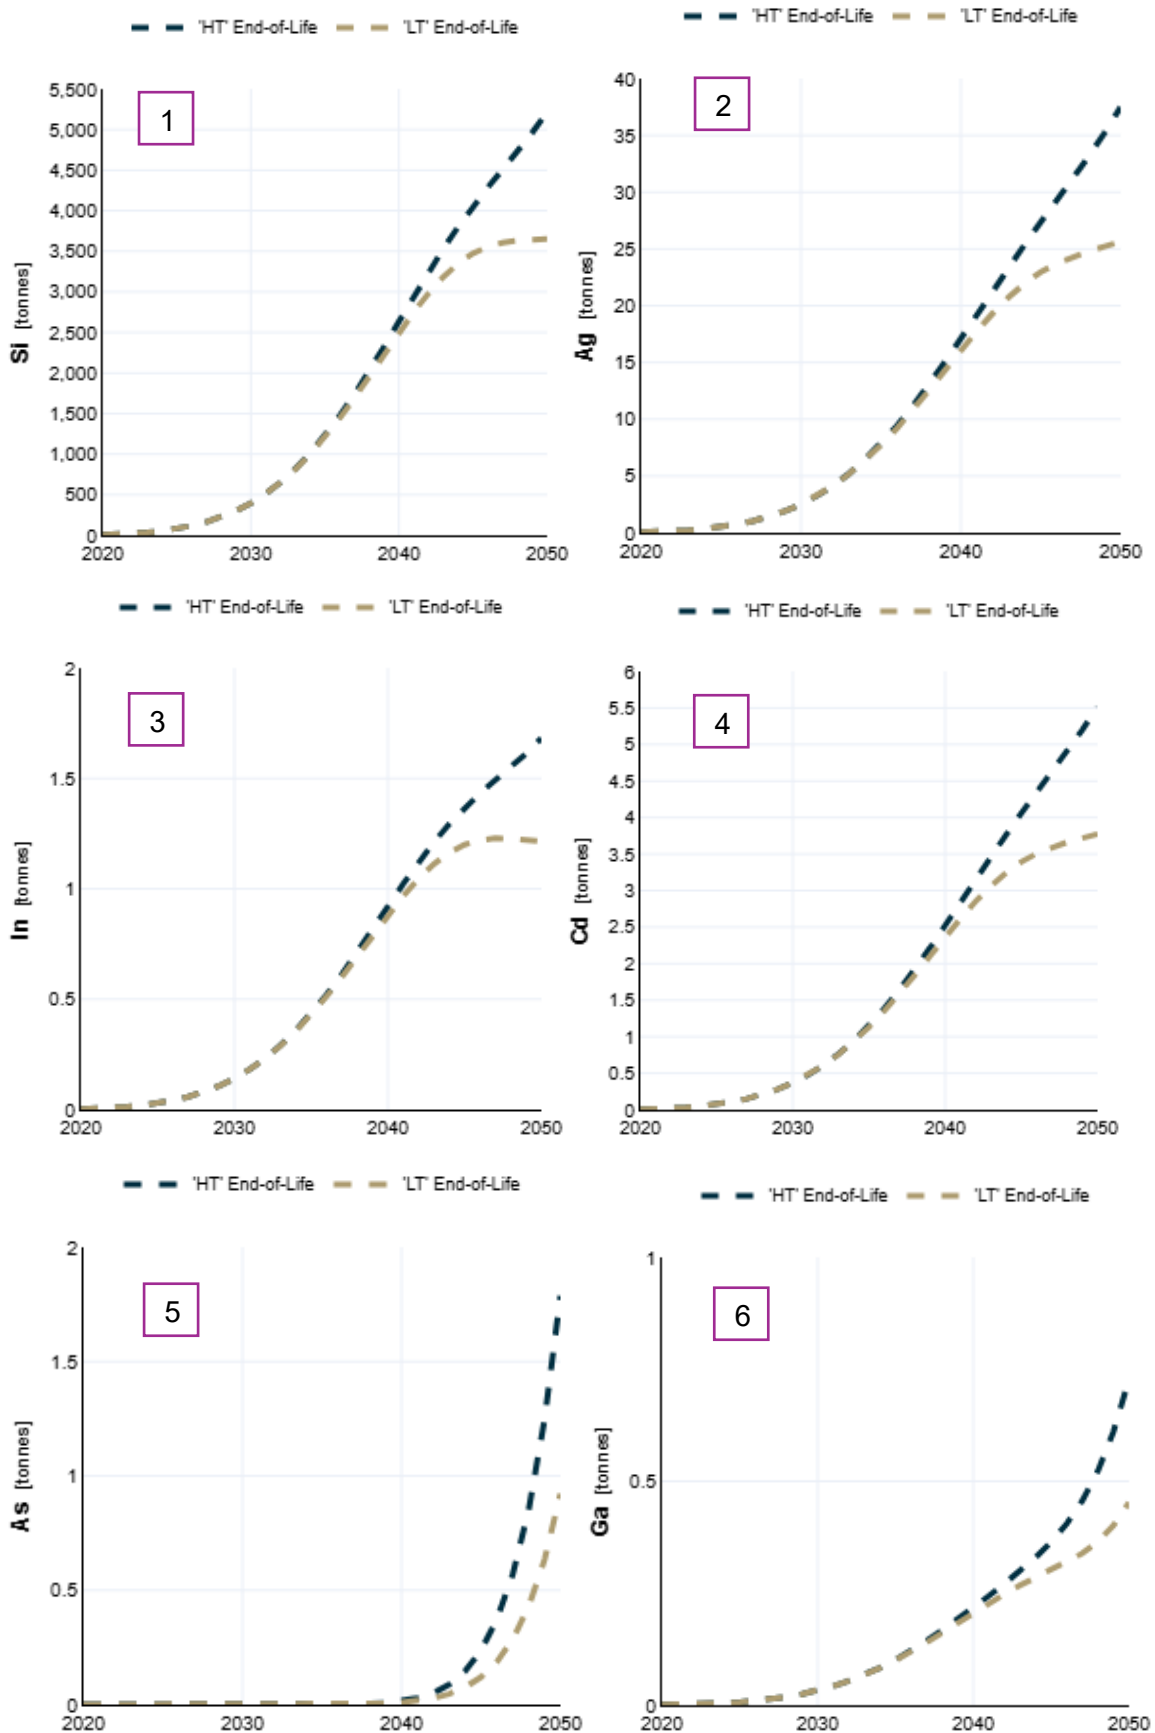 'HT' End-of-Life 'LT' End-of-Life
1
5,500
5,000
4,500
4,000
3,500
3,000
2,500
2,000
1,500
1,000
500
0
Si [tonnes]
2020 2030 2040 2050
'HT' End-of-Life 'LT' End-of-Life
2
40
35
30
25
20
15
10
5
0
Ag [tonnes]
2020 2030 2040 2050
'HT' End-of-Life 'LT' End-of-Life
3
2
1.5
1
0.5
0
In [tonnes]
2020 2030 2040 2050
'HT' End-of-Life 'LT' End-of-Life
4
6
5.5
5
4.5
4
3.5
3
2.5
2
1.5
1
0.5
0
Cd [tonnes]
2020 2030 2040 2050
'HT' End-of-Life 'LT' End-of-Life
5
2
1.5
1
0.5
0
As [tonnes]
2020 2030 2040 2050
'HT' End-of-Life 'LT' End-of-Life
6
1
0.5
0
Ga [tonnes]
2020 2030 2040 2050